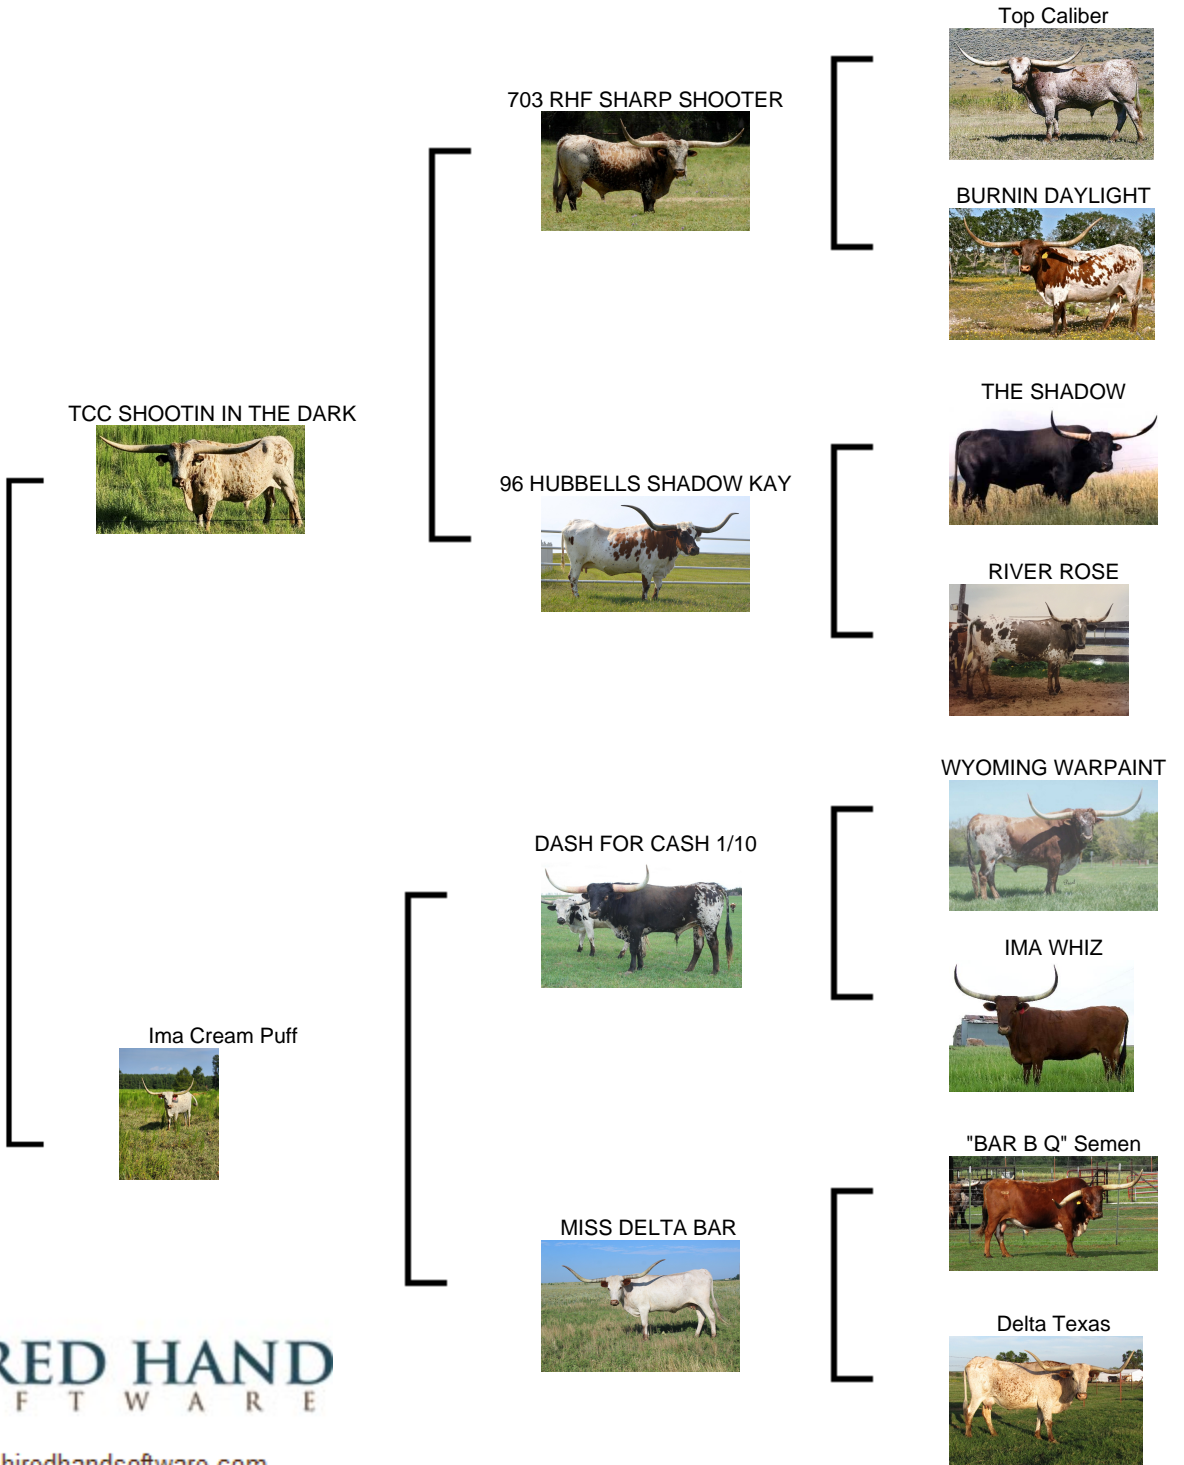 Top Caliber
703 RHF SHARP SHOOTER
BURNIN DAYLIGHT
TCC SHOOTIN IN THE DARK
THE SHADOW
96 HUBBELLS SHADOW KAY
RIVER ROSE
WYOMING WARPAINT
DASH FOR CASH 1/10
IMA WHIZ
Ima Cream Puff
"BAR B Q" Semen
MISS DELTA BAR
Delta Texas
RED HAND
F T W A R E
hiredhandsoftware.com